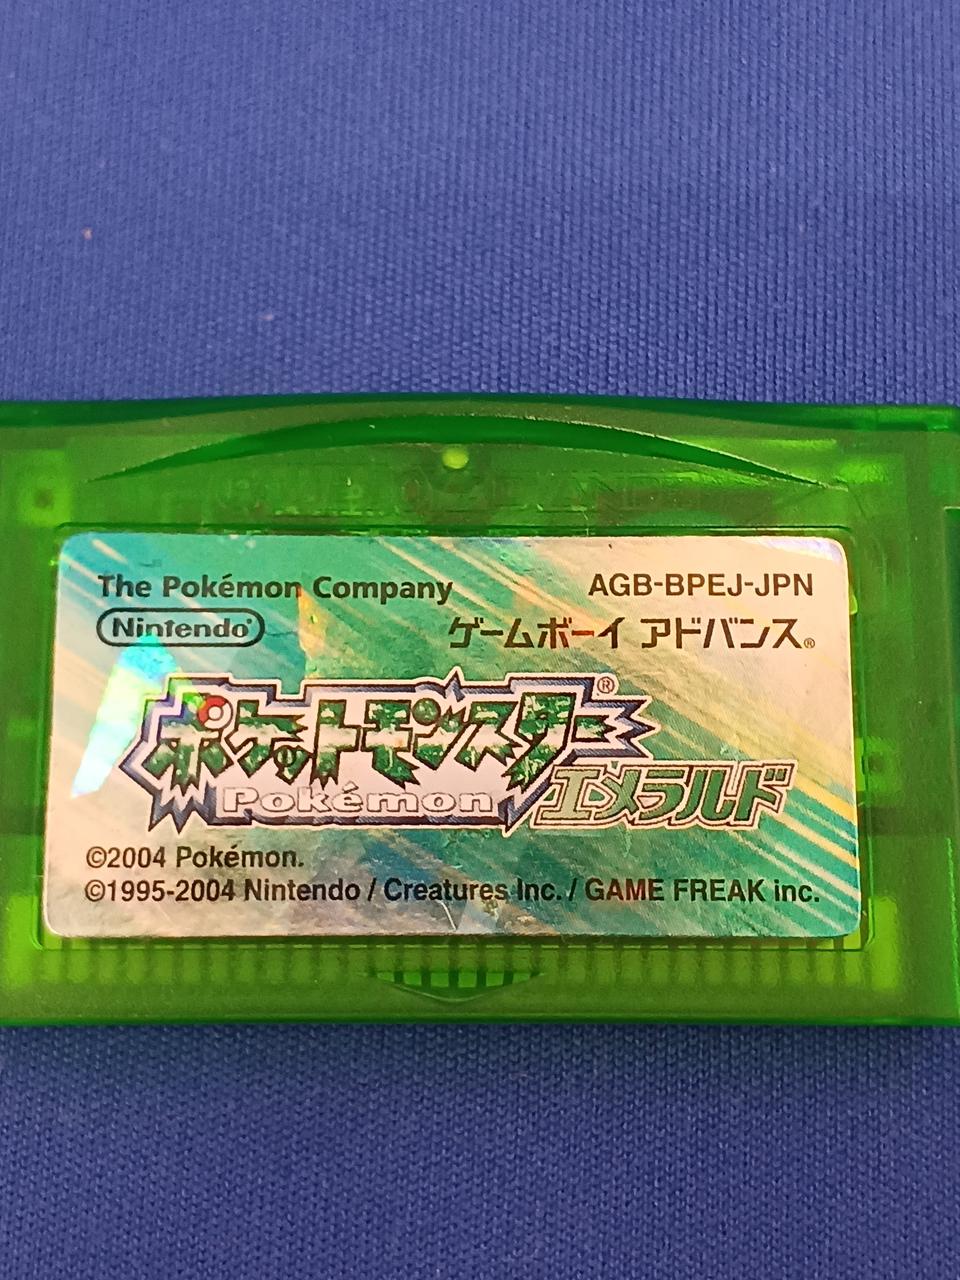 The Pokémon Company
AGB-BPEJ-JPN
Nintendo®
ゲームボーイ アドバンス®
ポケットモンスター®
Pokémon
エメラルド
©2004 Pokémon.
©1995-2004 Nintendo / Creatures Inc. / GAME FREAK inc.